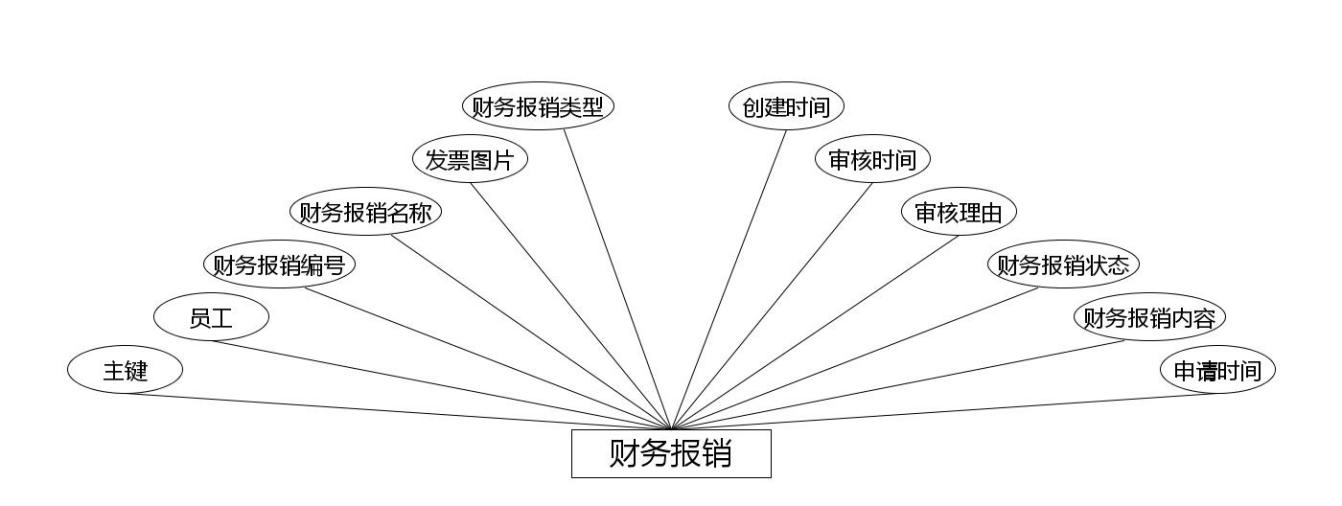 财务报销类型
创建时间
发票图片
审核时间
财务报销名称
审核理由
财务报销编号
财务报销状态
员工
财务报销内容
主键
申请时间
财务报销